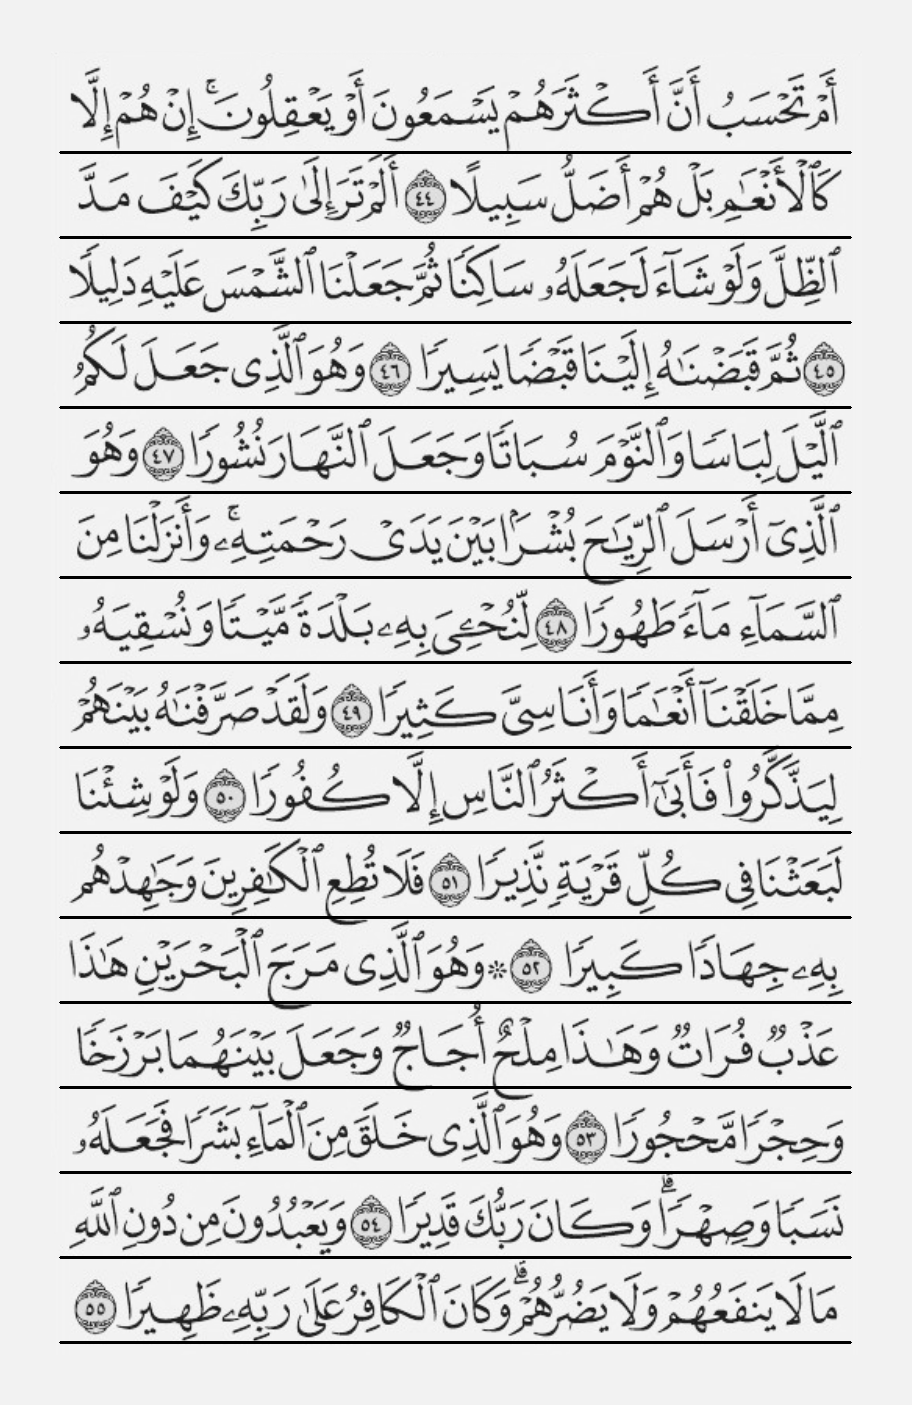 أَمْ تَحْسَبُ أَنَّ أَكْثَرَهُمْ يَسْمَعُونَ أَوْ يَعْقِلُونَ ۚ إِنْ هُمْ إِلَّا
كَٱلْأَنْعَٰمِ بَلْ هُمْ أَضَلُّ سَبِيلًا ٤٤ أَلَمْ تَرَ إِلَىٰ رَبِّكَ كَيْفَ مَدَّ
ٱلظِّلَّ وَلَوْ شَآءَ لَجَعَلَهُۥ سَاكِنًا ثُمَّ جَعَلْنَا ٱلشَّمْسَ عَلَيْهِ دَلِيلًا
٤٥ ثُمَّ قَبَضْنَٰهُ إِلَيْنَا قَبْضًا يَسِيرًا ٤٦ وَهُوَ ٱلَّذِى جَعَلَ لَكُمُ
ٱلَّيْلَ لِبَاسًا وَٱلنَّوْمَ سُبَاتًا وَجَعَلَ ٱلنَّهَارَ نُشُورًا ٤٧ وَهُوَ
ٱلَّذِىٓ أَرْسَلَ ٱلرِّيَٰحَ بُشْرًۢا بَيْنَ يَدَىْ رَحْمَتِهِۦ ۚ وَأَنزَلْنَا مِنَ
ٱلسَّمَآءِ مَآءً طَهُورًا ٤٨ لِّنُحْـِۧىَ بِهِۦ بَلْدَةً مَّيْتًا وَنُسْقِيَهُۥ
مِمَّا خَلَقْنَآ أَنْعَٰمًا وَأَنَاسِىَّ كَثِيرًا ٤٩ وَلَقَدْ صَرَّفْنَٰهُ بَيْنَهُمْ
لِيَذَّكَّرُوا۟ فَأَبَىٰٓ أَكْثَرُ ٱلنَّاسِ إِلَّا كُفُورًا ٥٠ وَلَوْ شِئْنَا
لَبَعَثْنَا فِى كُلِّ قَرْيَةٍ نَّذِيرًا ٥١ فَلَا تُطِعِ ٱلْكَٰفِرِينَ وَجَٰهِدْهُم
بِهِۦ جِهَادًا كَبِيرًا ٥٢ ۞ وَهُوَ ٱلَّذِى مَرَجَ ٱلْبَحْرَيْنِ هَٰذَا
عَذْبٌ فُرَاتٌ وَهَٰذَا مِلْحٌ أُجَاجٌ وَجَعَلَ بَيْنَهُمَا بَرْزَخًا
وَحِجْرًا مَّحْجُورًا ٥٣ وَهُوَ ٱلَّذِى خَلَقَ مِنَ ٱلْمَآءِ بَشَرًا فَجَعَلَهُۥ
نَسَبًا وَصِهْرًا ۗ وَكَانَ رَبُّكَ قَدِيرًا ٥٤ وَيَعْبُدُونَ مِن دُونِ ٱللَّهِ
مَا لَا يَنفَعُهُمْ وَلَا يَضُرُّهُمْ ۗ وَكَانَ ٱلْكَافِرُ عَلَىٰ رَبِّهِۦ ظَهِيرًا ٥٥